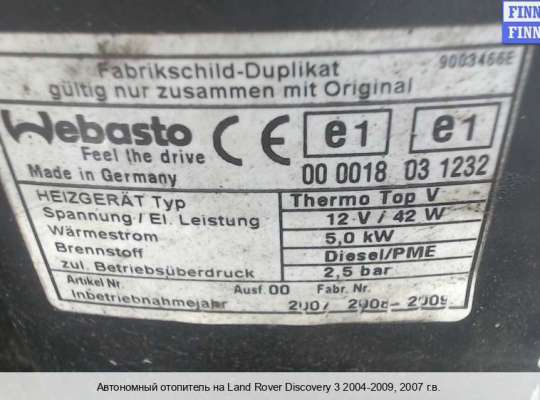 FINN
FINN
Fabrikschild-Duplikat 9003466E
gültig nur zusammen mit Original
Webasto CE e1 e1
Feel the drive
Made in Germany 00 0018 03 1232
HEIZGERÄT Typ Thermo Top V
Spannung / El. Leistung 12 V / 42 W
Wärmestrom 5,0 kW
Brennstoff Diesel/PME
zul. Betriebsüberdruck 2,5 bar
Artikel Nr. Ausf. 00 Fabr. Nr.
Inbetriebnahmejahr 2007 2008 2009
Автономный отопитель на Land Rover Discovery 3 2004-2009, 2007 г.в.